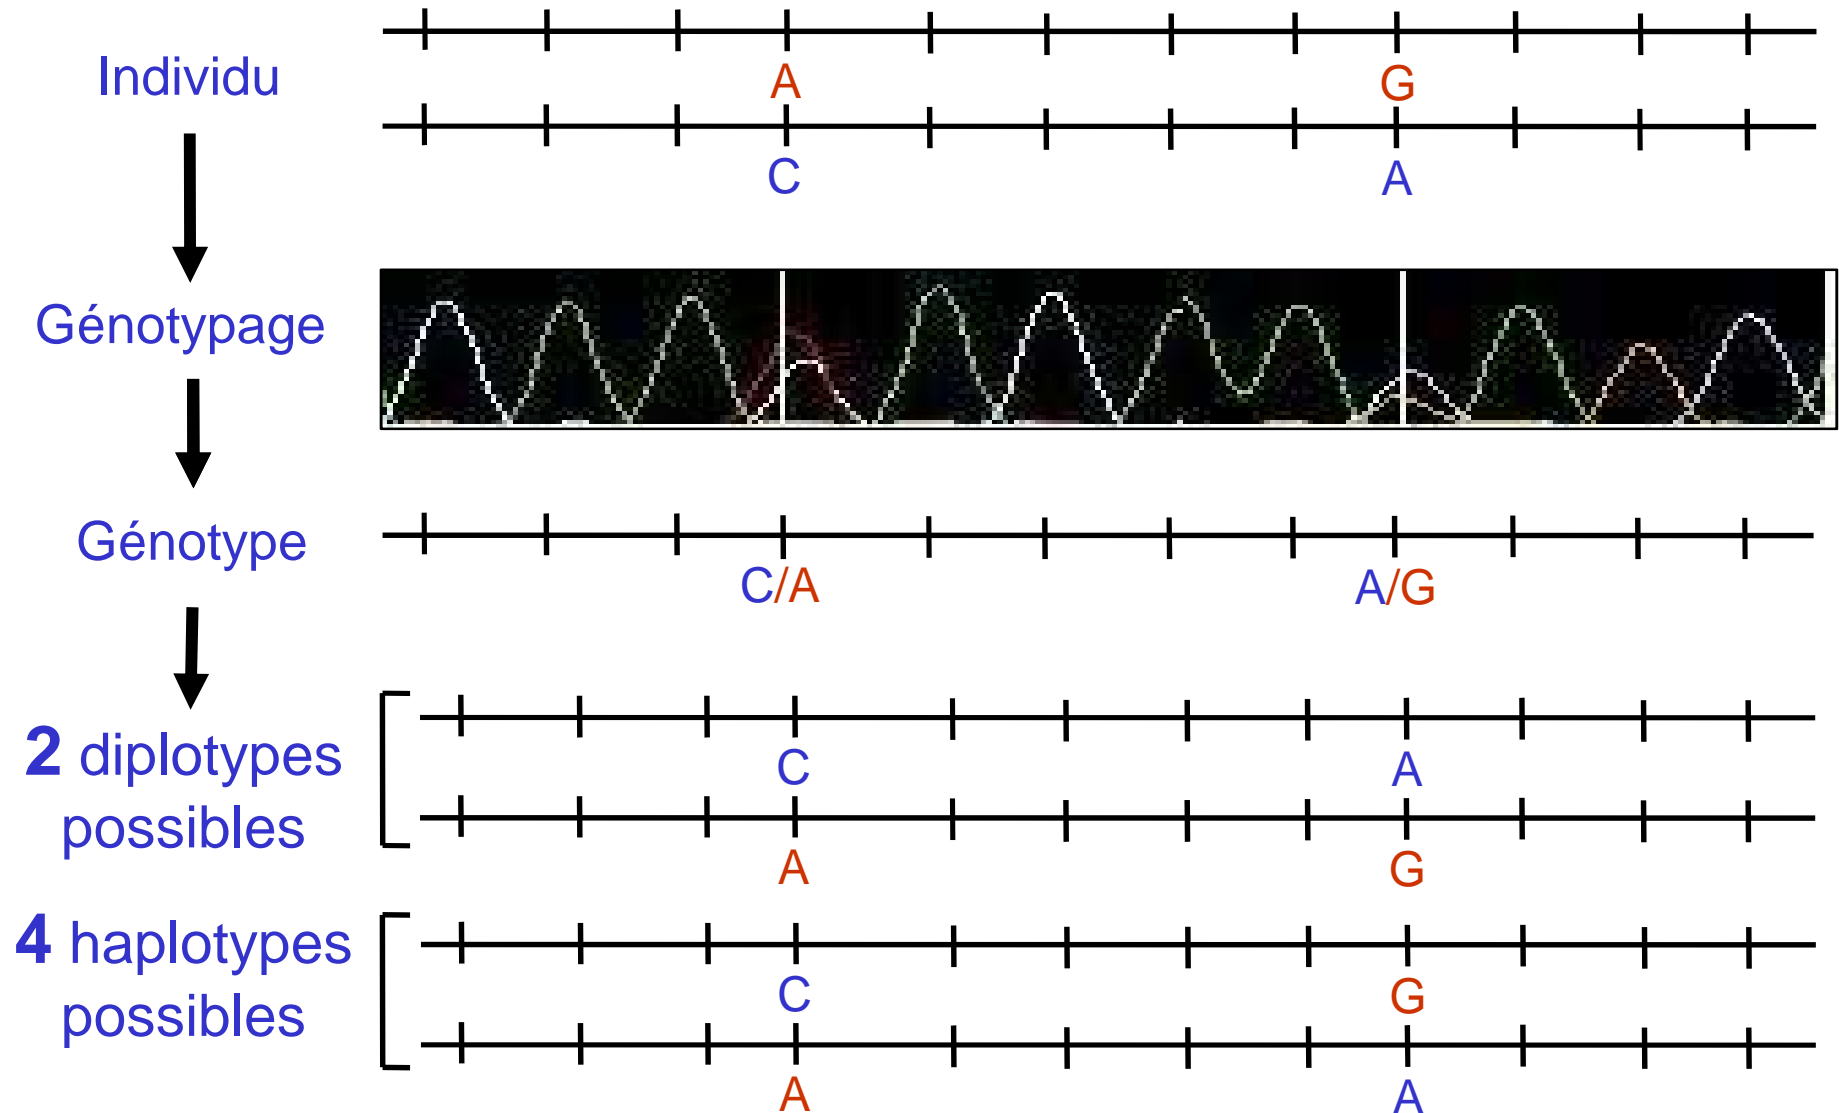 Individu
A G
C A
Génotypage
Génotype
C/A A/G
2 diplotypes
possibles
C A
A G
4 haplotypes
possibles
C G
A A